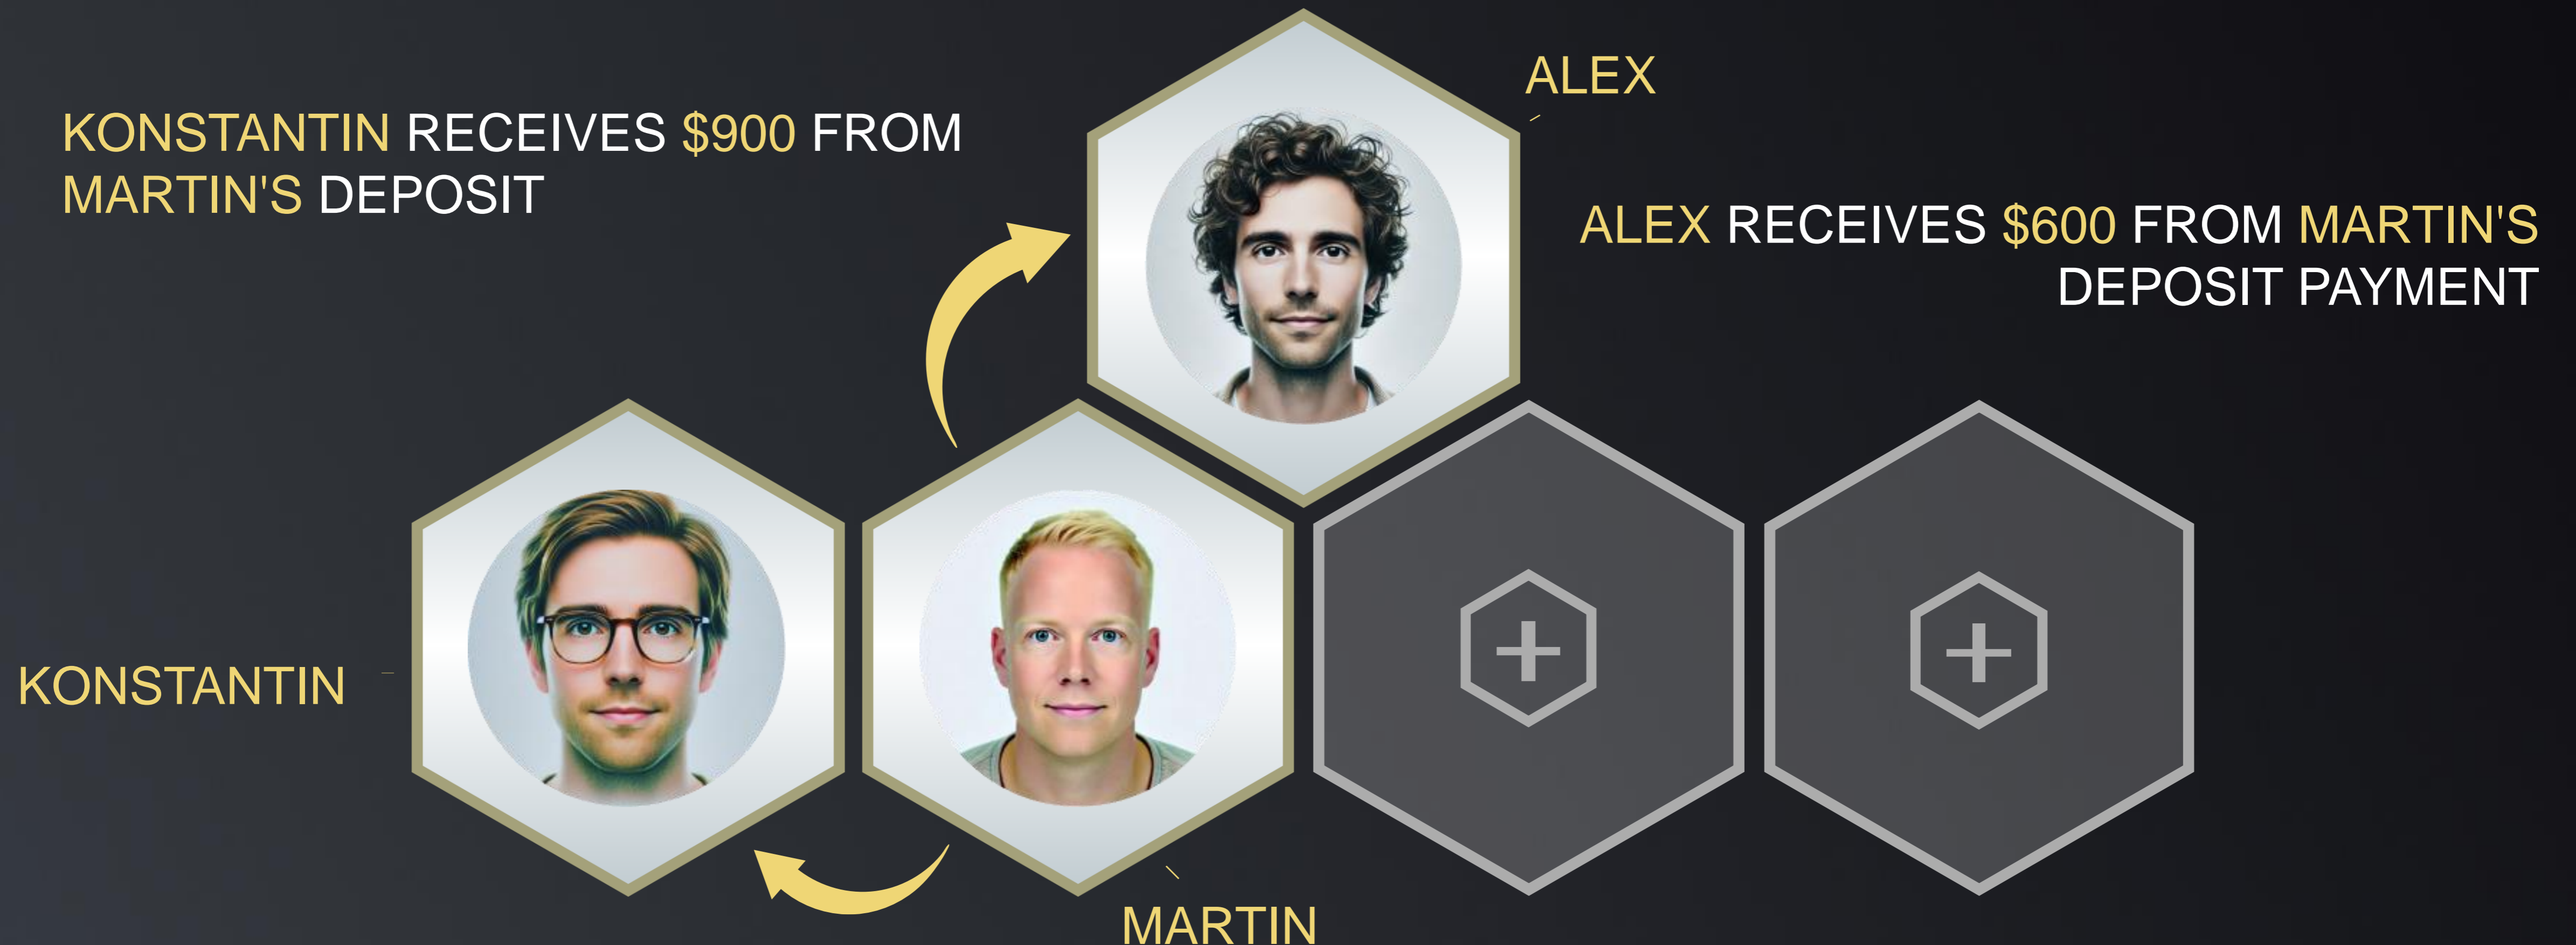 ALEX
KONSTANTIN RECEIVES $900 FROM
MARTIN'S DEPOSIT
ALEX RECEIVES $600 FROM MARTIN'S
DEPOSIT PAYMENT
KONSTANTIN
MARTIN